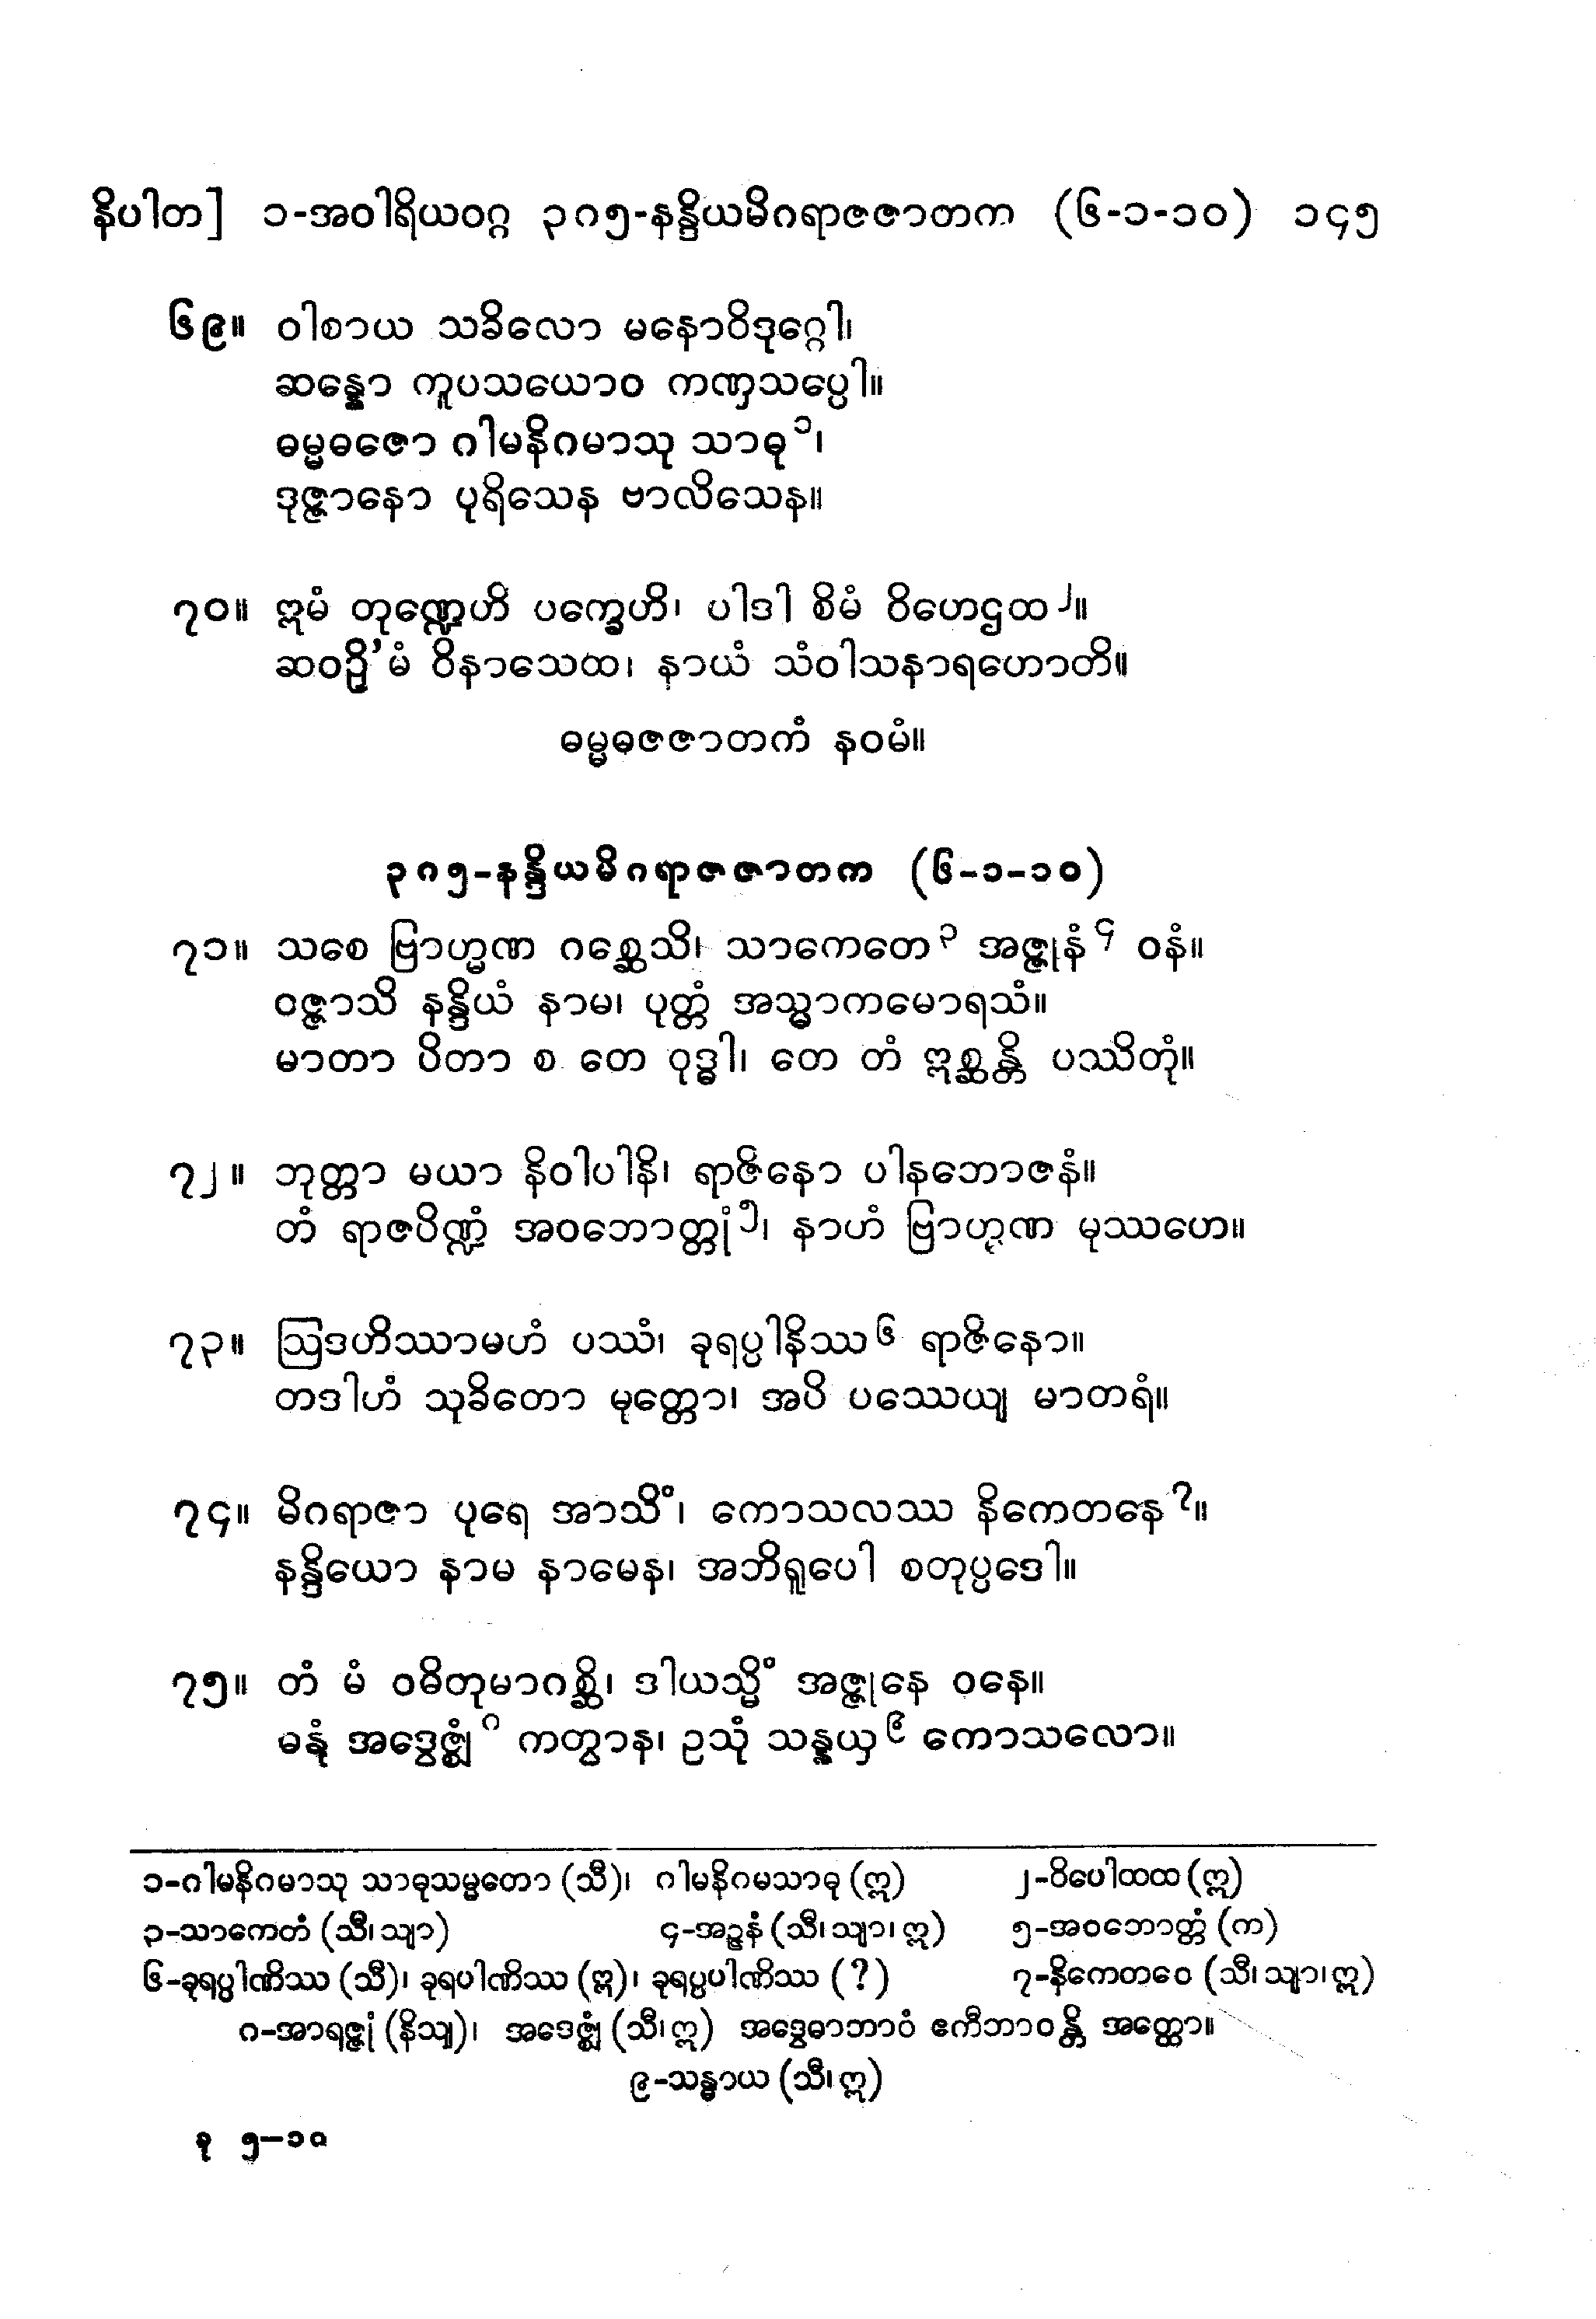 နိပါတ] ၁-အဝါရိယဝဂ္ဂ ၃၈၅-နန္ဒိယမိဂရာဇဇာတက (၆-၁-၁၀) ၁၄၅
၆၉။ ဝါစာယ သခိလော မနောဝိဒုဂ္ဂေါ၊
ဆန္နော ကူပသယောဝ ကဏှသပ္ပေါ။
ဓမ္မဓဇော ဂါမနိဂမာသု သာဓု၁၊
ဒုဇ္ဇာနော ပုရိသေန ဗာလိသေန။
၇၀။ ဣမံ တုဏ္ဍေဟိ ပက္ခေဟိ၊ ပါဒါ စိမံ ဝိဟေဌထ၂။
ဆဝဉှိ’မံ ဝိနာသေထ၊ နာယံ သံဝါသနာရဟောတိ။
ဓမ္မဓဇဇာတကံ နဝမံ။
၃၈၅-နန္ဒိယမိဂရာဇဇာတက (၆-၁-၁၀)
၇၁။ သစေ ဗြာဟ္မဏ ဂစ္ဆေသိ၊ သာကေတေ၃ အဇ္ဇုနံ၄ ဝနံ။
ဝဇ္ဇာသိ နန္ဒိယံ နာမ၊ ပုတ္တံ အသ္မာကမောရသံ။
မာတာ ပိတာ စ တေ ဝုဒ္ဓါ၊ တေ တံ ဣစ္ဆန္တိ ပဿိတုံ။
၇၂။ ဘုတ္တာ မယာ နိဝါပါနိ၊ ရာဇိနော ပါနဘောဇနံ။
တံ ရာဇပိဏ္ဍံ အဝဘောတ္တုံ၅၊ နာဟံ ဗြာဟ္မဏ မုဿဟေ။
၇၃။ ဩဒဟိဿာမဟံ ပဿံ၊ ခုရပ္ပါနိဿ၆ ရာဇိနော။
တဒါဟံ သုခိတော မုတ္တော၊ အပိ ပဿေယျ မာတရံ။
၇၄။ မိဂရာဇာ ပုရေ အာသိံ၊ ကောသလဿ နိကေတနေ၇။
နန္ဒိယော နာမ နာမေန၊ အဘိရူပေါ စတုပ္ပဒေါ။
၇၅။ တံ မံ ဝဓိတုမာဂစ္ဆိ၊ ဒါယသ္မိံ အဇ္ဇုနေ ဝနေ။
ဓနုံ အဒွေဇ္ဈံ၈ ကတွာန၊ ဥသုံ သန္နယှ၉ ကောသလော။
၁-ဂါမနိဂမာသု သာဓုသမ္မတော (သီ)၊ ဂါမနိဂမသာဓု (ဣ) ၂-ဝိပေါထထ (ဣ)
၃-သာကေတံ (သီ၊ သျာ) ၄-အဉ္ဇနံ (သီ၊ သျာ၊ ဣ) ၅-အဝဘောတ္တံ (က)
၆-ခုရပ္ပါဏိဿ (သီ)၊ ခုရပါဏိဿ (ဣ)၊ ခုရပ္ပပါဏိဿ (?) ၇-နိကေတဝေ (သီ၊ သျာ၊ ဣ)
၈-အာရဇ္ဇုံ (နိသျ)၊ အဒေဇ္ဈံ (သီ၊ ဣ) အဒွေဓာဘာဝံ ဧကီဘာဝန္တိ အတ္ထော။
၉-သန္ဓာယ (သီ၊ ဣ)
ခု ၅–၁၀